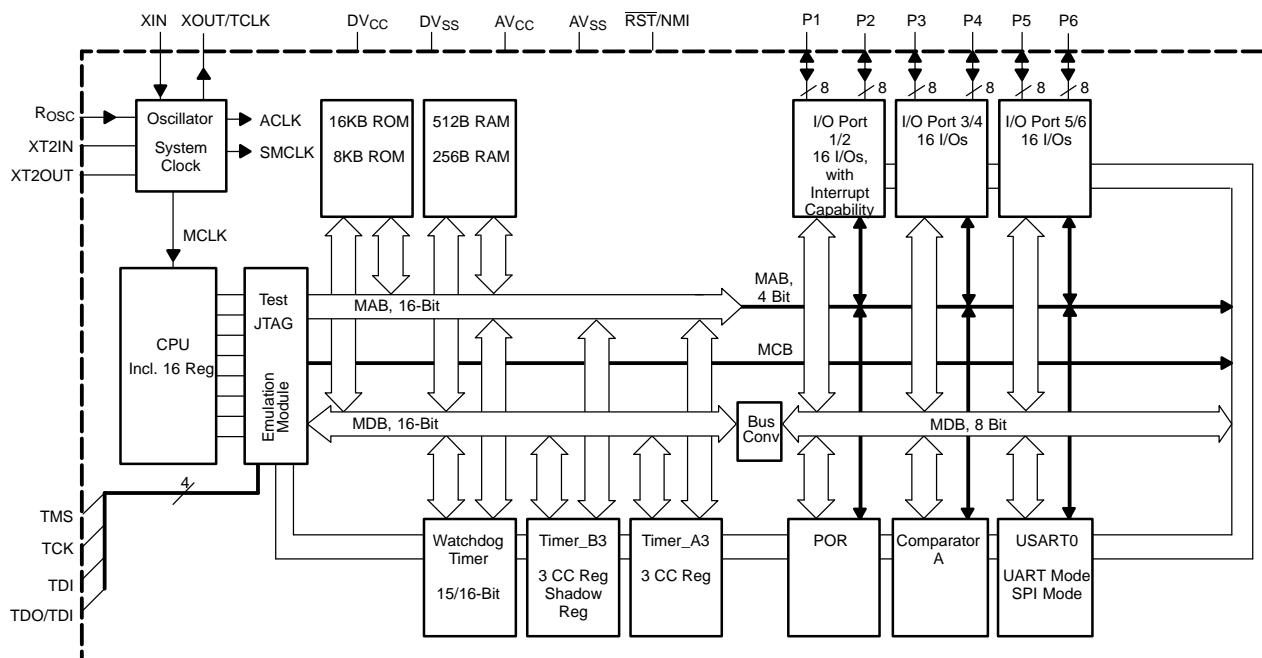 XIN
XOUT/TCLK
DVCC
DVSS
AVCC
AVSS
RST/NMI
P1
P2
P3
P4
P5
P6
8
8
8
8
8
8
ROSC
XT2IN
XT2OUT
Oscillator
System
Clock
ACLK
SMCLK
16KB ROM
8KB ROM
512B RAM
256B RAM
I/O Port
1/2
16 I/Os,
with
Interrupt
Capability
I/O Port 3/4
16 I/Os
I/O Port 5/6
16 I/Os
MCLK
CPU
Incl. 16 Reg
Test
JTAG
Emulation
Module
MAB, 16-Bit
MAB,
4 Bit
MCB
MDB, 16-Bit
Bus
Conv
MDB, 8 Bit
4
TMS
TCK
TDI
TDO/TDI
Watchdog
Timer
15/16-Bit
Timer_B3
3 CC Reg
Shadow
Reg
Timer_A3
3 CC Reg
POR
Comparator
A
USART0
UART Mode
SPI Mode